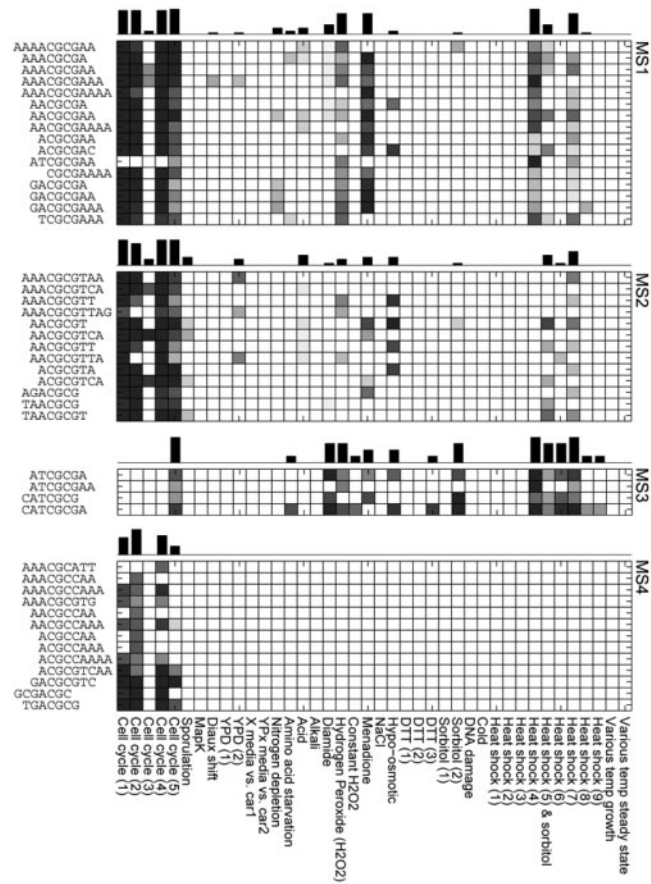 MS1
AAAACGCGAA
AAACGCGA
AAACGCGAA
AAACGCGAAA
AAACGCGAAAA
AACGCGA
AACGCGAA
AACGCGAAAA
ACGCGAA
ACGCGAC
ATCGCGAA
CGCGAAAA
GACGCGA
GACGCGAA
GACGCGAAA
TCGCGAAA
MS2
AAACGCGTAA
AAACGCGTCA
AAACGCGTT
AAACGCGTTAG
AACGCGT
AACGCGTCA
AACGCGTT
AACGCGTTA
ACGCGTA
ACGCGTCA
AGACGCG
TAACGCG
TAACGCGT
MS3
ATCGCGA
ATCGCGAA
CATCGCG
CATCGCGA
MS4
AAACGCATT
AAACGCCAA
AAACGCCAAA
AAACGCGTG
AACGCCAA
AACGCCAAA
ACGCCAA
ACGCCAAA
ACGCCAAAA
ACGCGTCAA
GACGCGTC
GCGACGC
TGACGCG
Cell cycle (1)
Cell cycle (2)
Cell cycle (3)
Cell cycle (4)
Cell cycle (5)
Sporulation
MapK
Diaux shift
YPD (1)
YPD (2)
X media vs. car1
YPx media vs. car2
Nitrogen depletion
Amino acid starvation
Acid
Alkali
Diamide
Hydrogen Peroxide (H2O2)
Constant H2O2
Menadione
NaCl
Hypo-osmotic
DTT (1)
DTT (2)
DTT (3)
Sorbitol (1)
Sorbitol (2)
DNA damage
Cold
Heat shock (1)
Heat shock (2)
Heat shock (3)
Heat shock (4)
Heat shock (5) & sorbitol
Heat shock (6)
Heat shock (7)
Heat shock (8)
Heat shock (9)
Various temp growth
Various temp steady state